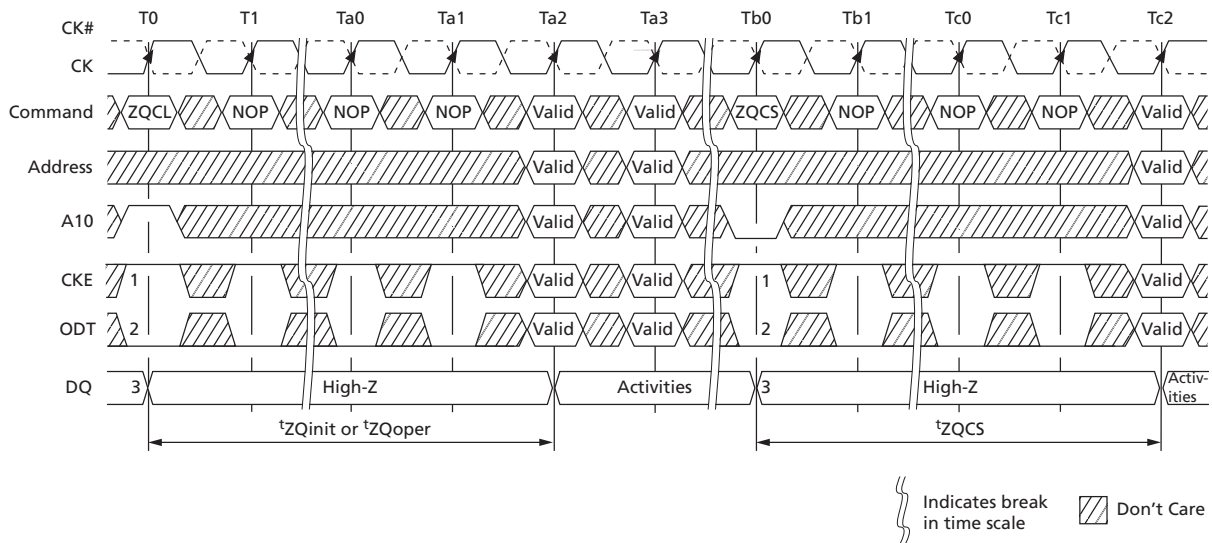 T0 T1 Ta0 Ta1 Ta2 Ta3 Tb0 Tb1 Tc0 Tc1 Tc2
CK#
CK
Command ZQCL NOP NOP NOP Valid Valid ZQCS NOP NOP NOP Valid
Address Valid Valid Valid
A10 Valid Valid Valid
CKE 1 Valid Valid 1 Valid
ODT 2 Valid Valid 2 Valid
DQ 3 High-Z Activities 3 High-Z Activ-
ities
tZQinit or tZQoper tZQCS
Indicates break
in time scale
Don't Care